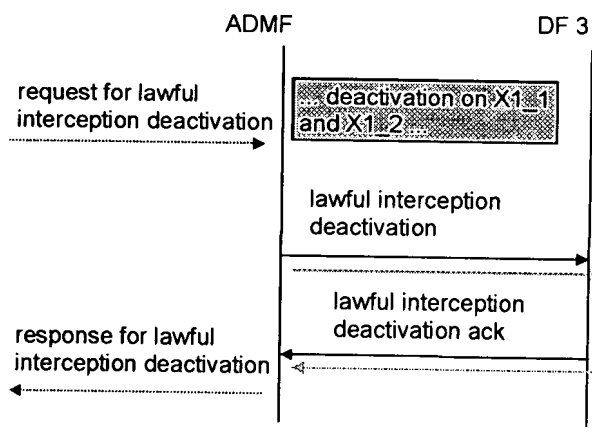 ADMF DF 3
request for lawful
interception deactivation
... deactivation on X1_1
and X1_2 ...
lawful interception
deactivation
lawful interception
deactivation ack
response for lawful
interception deactivation